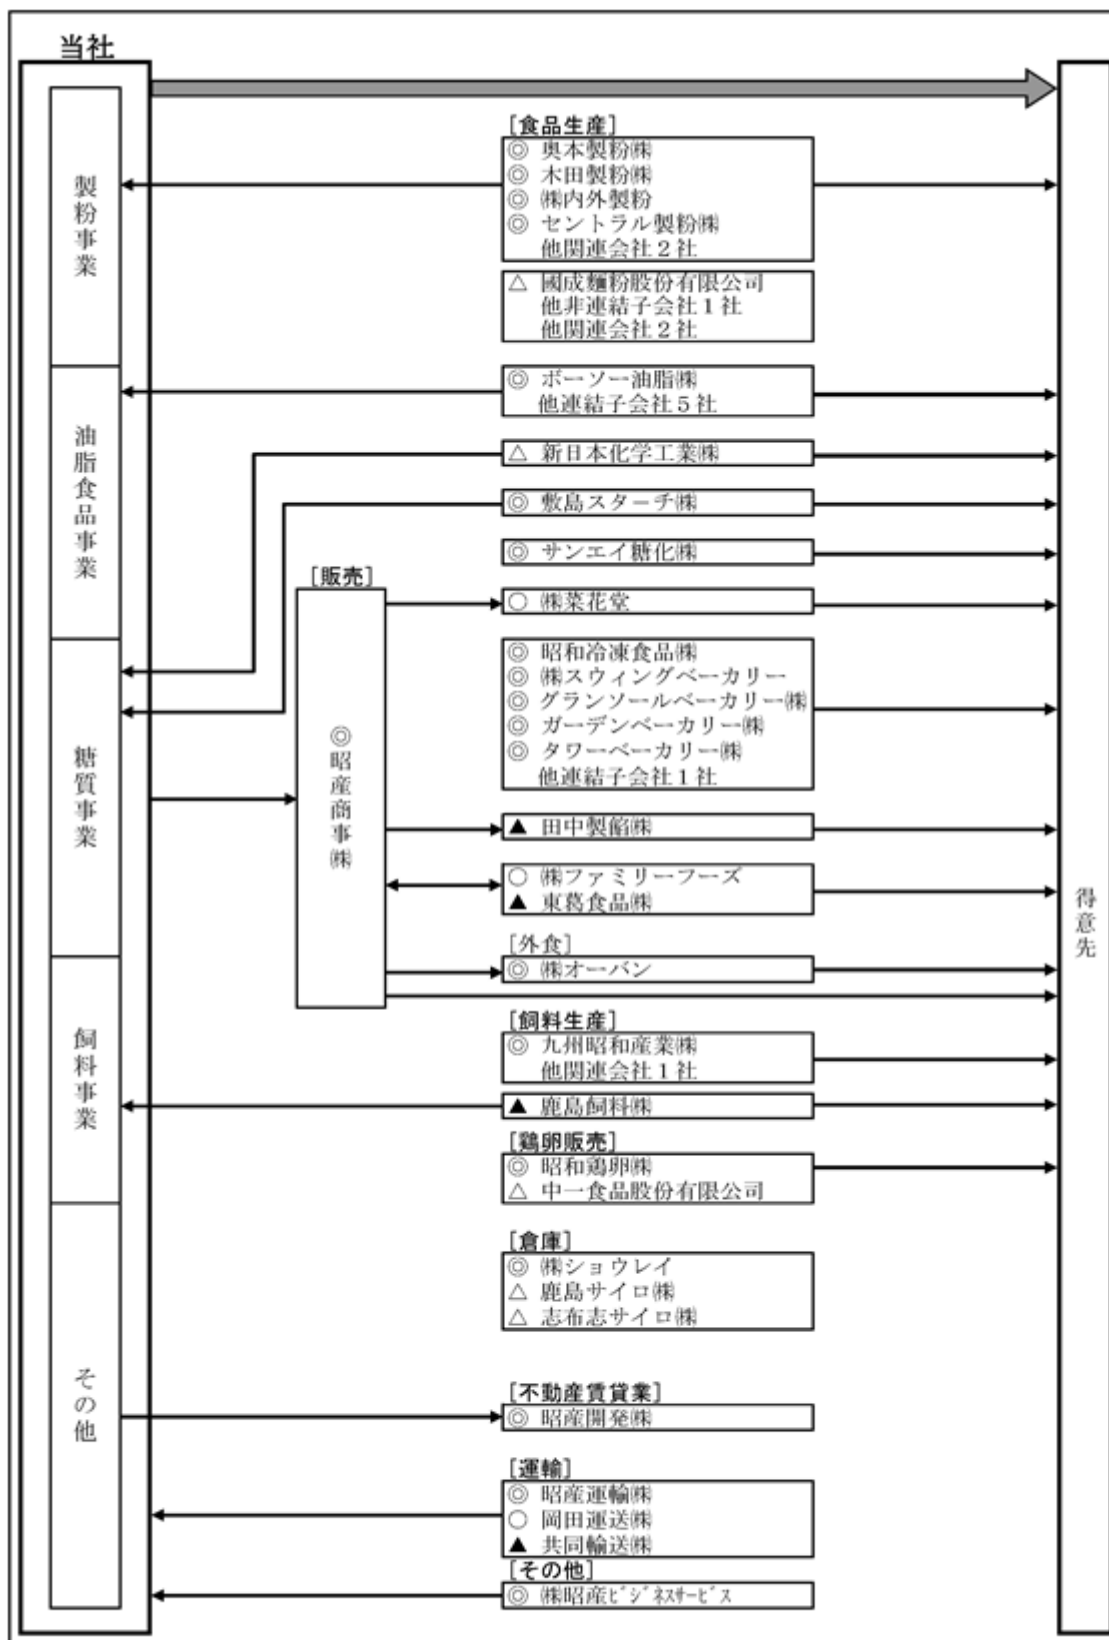 当社
製粉事業
油脂食品事業
糖質事業
飼料事業
その他
[食品生産]
◎ 奥本製粉㈱
◎ 木田製粉㈱
◎ ㈱内外製粉
◎ セントラル製粉㈱
他関連会社２社
△ 國成麵粉股份有限公司
他非連結子会社１社
他関連会社２社
◎ ボーソー油脂㈱
他連結子会社５社
△ 新日本化学工業㈱
◎ 敷島スターチ㈱
◎ サンエイ糖化㈱
[販売]
◎昭産商事㈱
○ ㈱菜花堂
◎ 昭和冷凍食品㈱
◎ ㈱スウィングベーカリー
◎ グランソールベーカリー㈱
◎ ガーデンベーカリー㈱
◎ タワーベーカリー㈱
他連結子会社１社
▲ 田中製餡㈱
○ ㈱ファミリーフーズ
▲ 東葛食品㈱
[外食]
◎ ㈱オーバン
[飼料生産]
◎ 九州昭和産業㈱
他関連会社１社
▲ 鹿島飼料㈱
[鶏卵販売]
◎ 昭和鶏卵㈱
△ 中一食品股份有限公司
[倉庫]
◎ ㈱ショウレイ
△ 鹿島サイロ㈱
△ 志布志サイロ㈱
[不動産賃貸業]
◎ 昭産開発㈱
[運輸]
◎ 昭産運輸㈱
○ 岡田運送㈱
▲ 共同輸送㈱
[その他]
◎ ㈱昭産ﾋﾞｼﾞﾈｽｻｰﾋﾞｽ
得意先